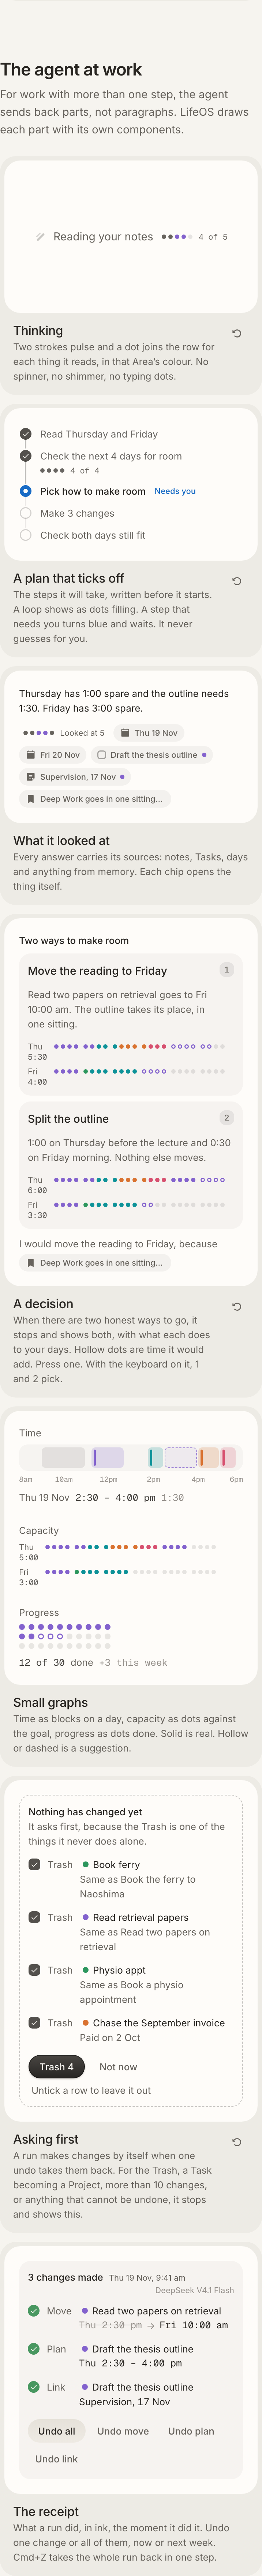 The agent at work
For work with more than one step, the agent
sends back parts, not paragraphs. LifeOS draws
each part with its own components.
Reading your notes 4 of 5
Thinking
Two strokes pulse and a dot joins the row for
each thing it reads, in that Area's colour. No
spinner, no shimmer, no typing dots.
Read Thursday and Friday
Check the next 4 days for room
4 of 4
Pick how to make room Needs you
Make 3 changes
Check both days still fit
A plan that ticks off
The steps it will take, written before it starts.
A loop shows as dots filling. A step that
needs you turns blue and waits. It never
guesses for you.
Thursday has 1:00 spare and the outline needs
1:30. Friday has 3:00 spare.
Looked at 5 Thu 19 Nov
Fri 20 Nov Draft the thesis outline
Supervision, 17 Nov
Deep Work goes in one sitting...
What it looked at
Every answer carries its sources: notes, Tasks, days
and anything from memory. Each chip opens the
thing itself.
Two ways to make room
Move the reading to Friday 1
Read two papers on retrieval goes to Fri
10:00 am. The outline takes its place, in
one sitting.
Thu
5:30
Fri
4:00
Split the outline 2
1:00 on Thursday before the lecture and 0:30
on Friday morning. Nothing else moves.
Thu
6:00
Fri
3:30
I would move the reading to Friday, because
Deep Work goes in one sitting...
A decision
When there are two honest ways to go, it
stops and shows both, with what each does
to your days. Hollow dots are time it would
add. Press one. With the keyboard on it, 1
and 2 pick.
Time
8am 10am 12pm 2pm 4pm 6pm
Thu 19 Nov 2:30 – 4:00 pm 1:30
Capacity
Thu
5:00
Fri
3:00
Progress
12 of 30 done +3 this week
Small graphs
Time as blocks on a day, capacity as dots against
the goal, progress as dots done. Solid is real. Hollow
or dashed is a suggestion.
Nothing has changed yet
It asks first, because the Trash is one of the
things it never does alone.
Trash Book ferry
Same as Book the ferry to
Naoshima
Trash Read retrieval papers
Same as Read two papers on
retrieval
Trash Physio appt
Same as Book a physio
appointment
Trash Chase the September invoice
Paid on 2 Oct
Trash 4 Not now
Untick a row to leave it out
Asking first
A run makes changes by itself when one
undo takes them back. For the Trash, a Task
becoming a Project, more than 10 changes,
or anything that cannot be undone, it stops
and shows this.
3 changes made Thu 19 Nov, 9:41 am
DeepSeek V4.1 Flash
Move Read two papers on retrieval
Thu 2:30 pm → Fri 10:00 am
Plan Draft the thesis outline
Thu 2:30 – 4:00 pm
Link Draft the thesis outline
Supervision, 17 Nov
Undo all Undo move Undo plan
Undo link
The receipt
What a run did, in ink, the moment it did it. Undo
one change or all of them, now or next week.
Cmd+Z takes the whole run back in one step.